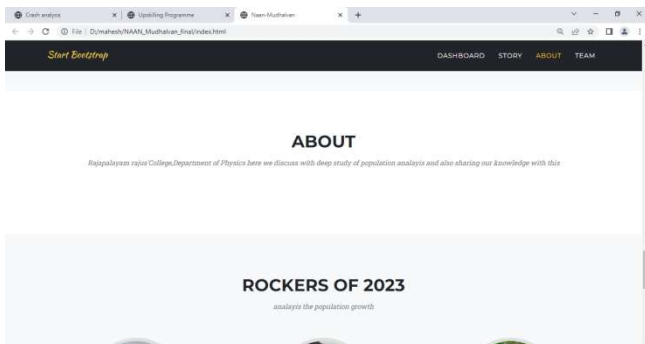 Crash analysis
Upskilling Programme
Naan-Mudhalvan
File D:/mahesh/NAAN_Mudhalvan_final/index.html
Start Bootstrap
DASHBOARD STORY ABOUT TEAM
ABOUT
Rajapalayam rajus'College,Department of Physics here we discuss with deep study of population analayis and also sharing our knowledge with this
ROCKERS OF 2023
analayis the population growth